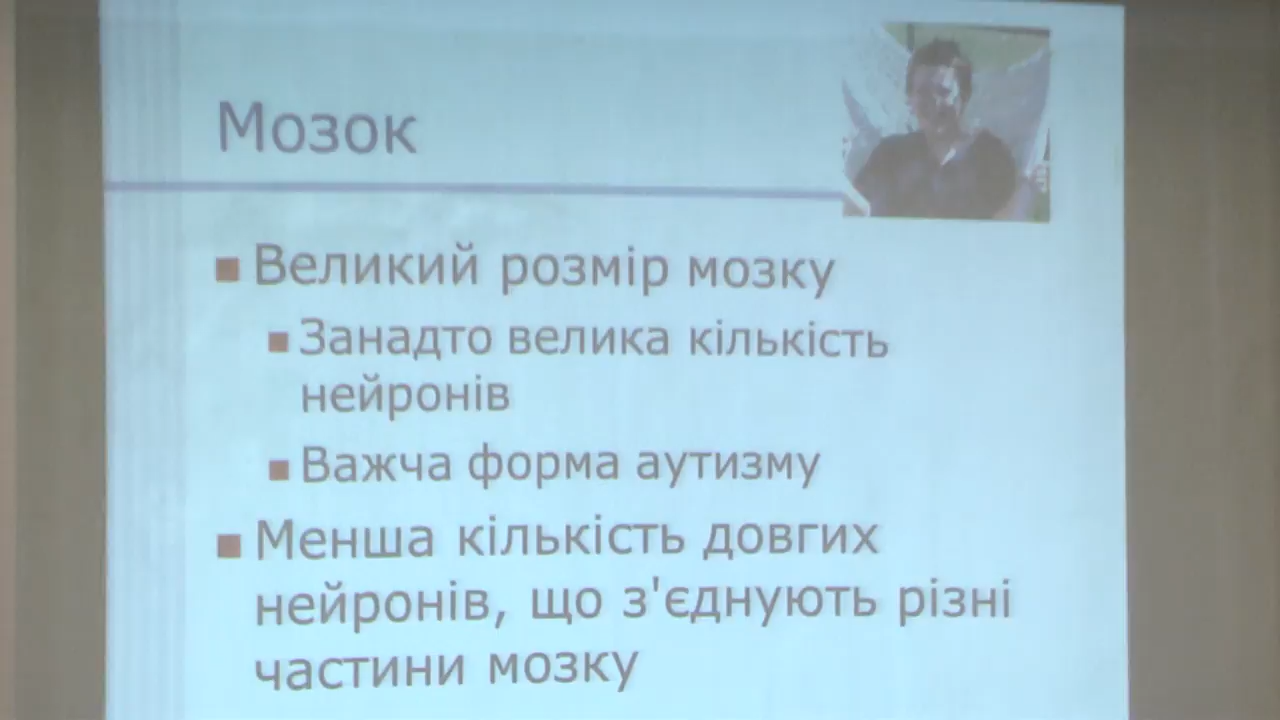 Мозок
Великий розмір мозку
Занадто велика кількість
нейронів
Важча форма аутизму
Менша кількість довгих
нейронів, що з'єднують різні
частини мозку